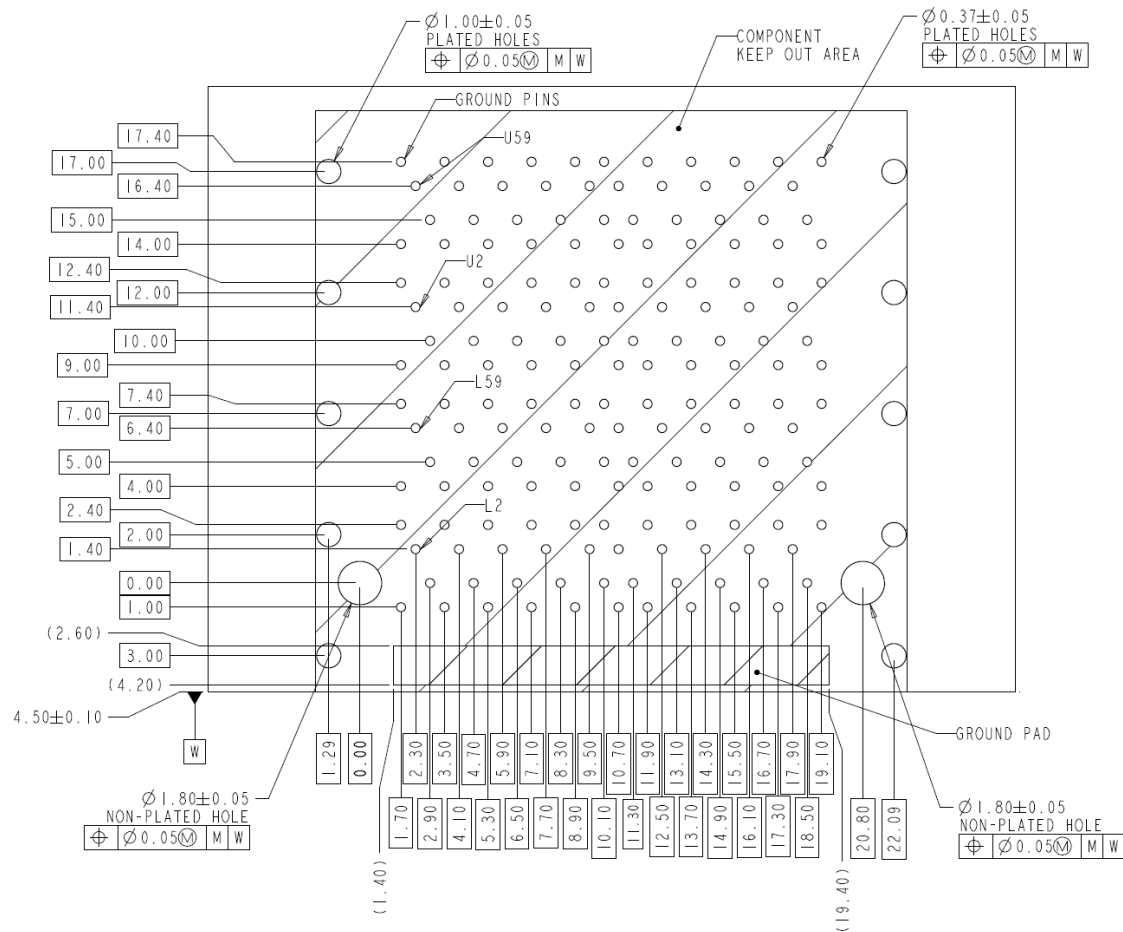 Ø1.00±0.05
PLATED HOLES
⌖ Ø0.05Ⓜ M W
COMPONENT
KEEP OUT AREA
Ø0.37±0.05
PLATED HOLES
⌖ Ø0.05Ⓜ M W
GROUND PINS
17.40
U59
17.00
16.40
15.00
14.00
12.40
U2
12.00
11.40
10.00
9.00
7.40
L59
7.00
6.40
5.00
4.00
2.40
L2
2.00
1.40
0.00
1.00
(2.60)
3.00
(4.20)
4.50±0.10
W
GROUND PAD
1.29
0.00
2.30
3.50
4.70
5.90
7.10
8.30
9.50
10.70
11.90
13.10
14.30
15.50
16.70
17.90
19.10
1.70
2.90
4.10
5.30
6.50
7.70
8.90
10.10
11.30
12.50
13.70
14.90
16.10
17.30
18.50
20.80
22.09
(1.40)
(19.40)
Ø1.80±0.05
NON-PLATED HOLE
⌖ Ø0.05Ⓜ M W
Ø1.80±0.05
NON-PLATED HOLE
⌖ Ø0.05Ⓜ M W